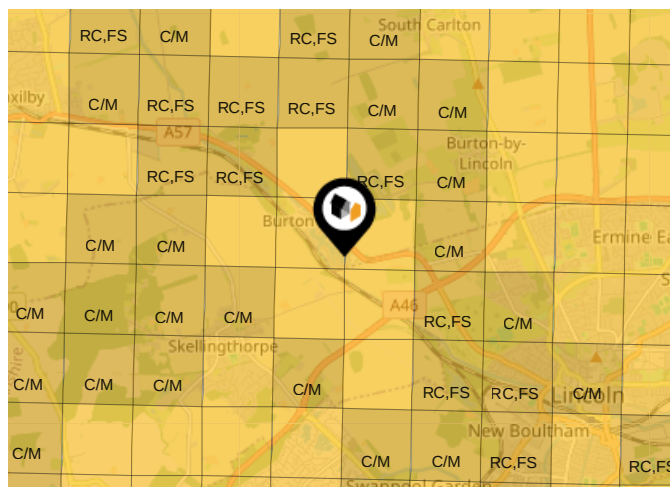 South Carlton
RC,FS C/M RC,FS C/M
C/M RC,FS RC,FS RC,FS C/M C/M
A57
Burton-by-
Lincoln
RC,FS RC,FS RC,FS C/M
Burton
C/M C/M C/M
Ermine
A46
C/M C/M C/M C/M RC,FS C/M
Skellingthorpe
C/M C/M C/M C/M RC,FS RC,FS C/M
Lincoln
New Boultham
C/M C/M C/M RC,FS RC,FS